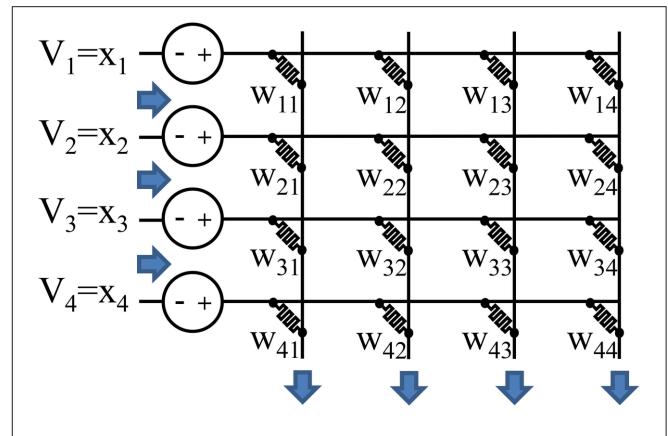 V₁=x₁ - +
w₁₁ w₁₂ w₁₃ w₁₄
V₂=x₂ - +
w₂₁ w₂₂ w₂₃ w₂₄
V₃=x₃ - +
w₃₁ w₃₂ w₃₃ w₃₄
V₄=x₄ - +
w₄₁ w₄₂ w₄₃ w₄₄